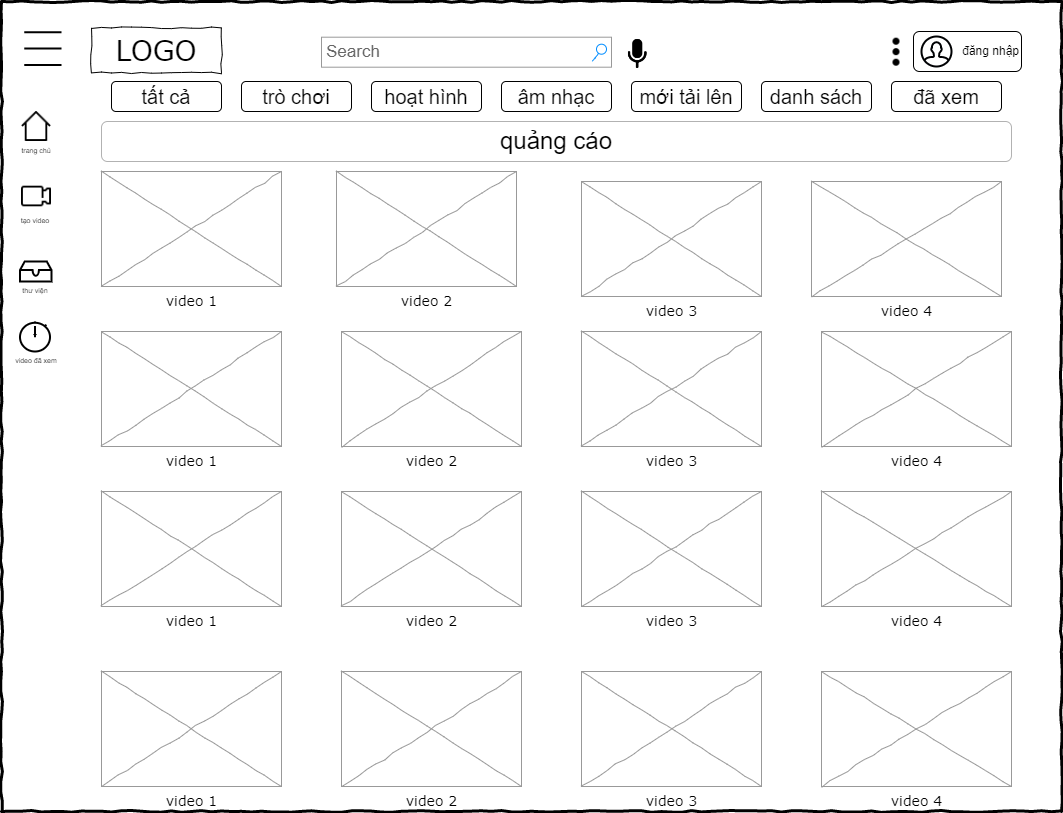 LOGO
Search
đăng nhập
tất cả
trò chơi
hoạt hình
âm nhạc
mới tải lên
danh sách
đã xem
trang chủ
tạo video
thư viện
video đã xem
quảng cáo
video 1
video 2
video 3
video 4
video 1
video 2
video 3
video 4
video 1
video 2
video 3
video 4
video 1
video 2
video 3
video 4